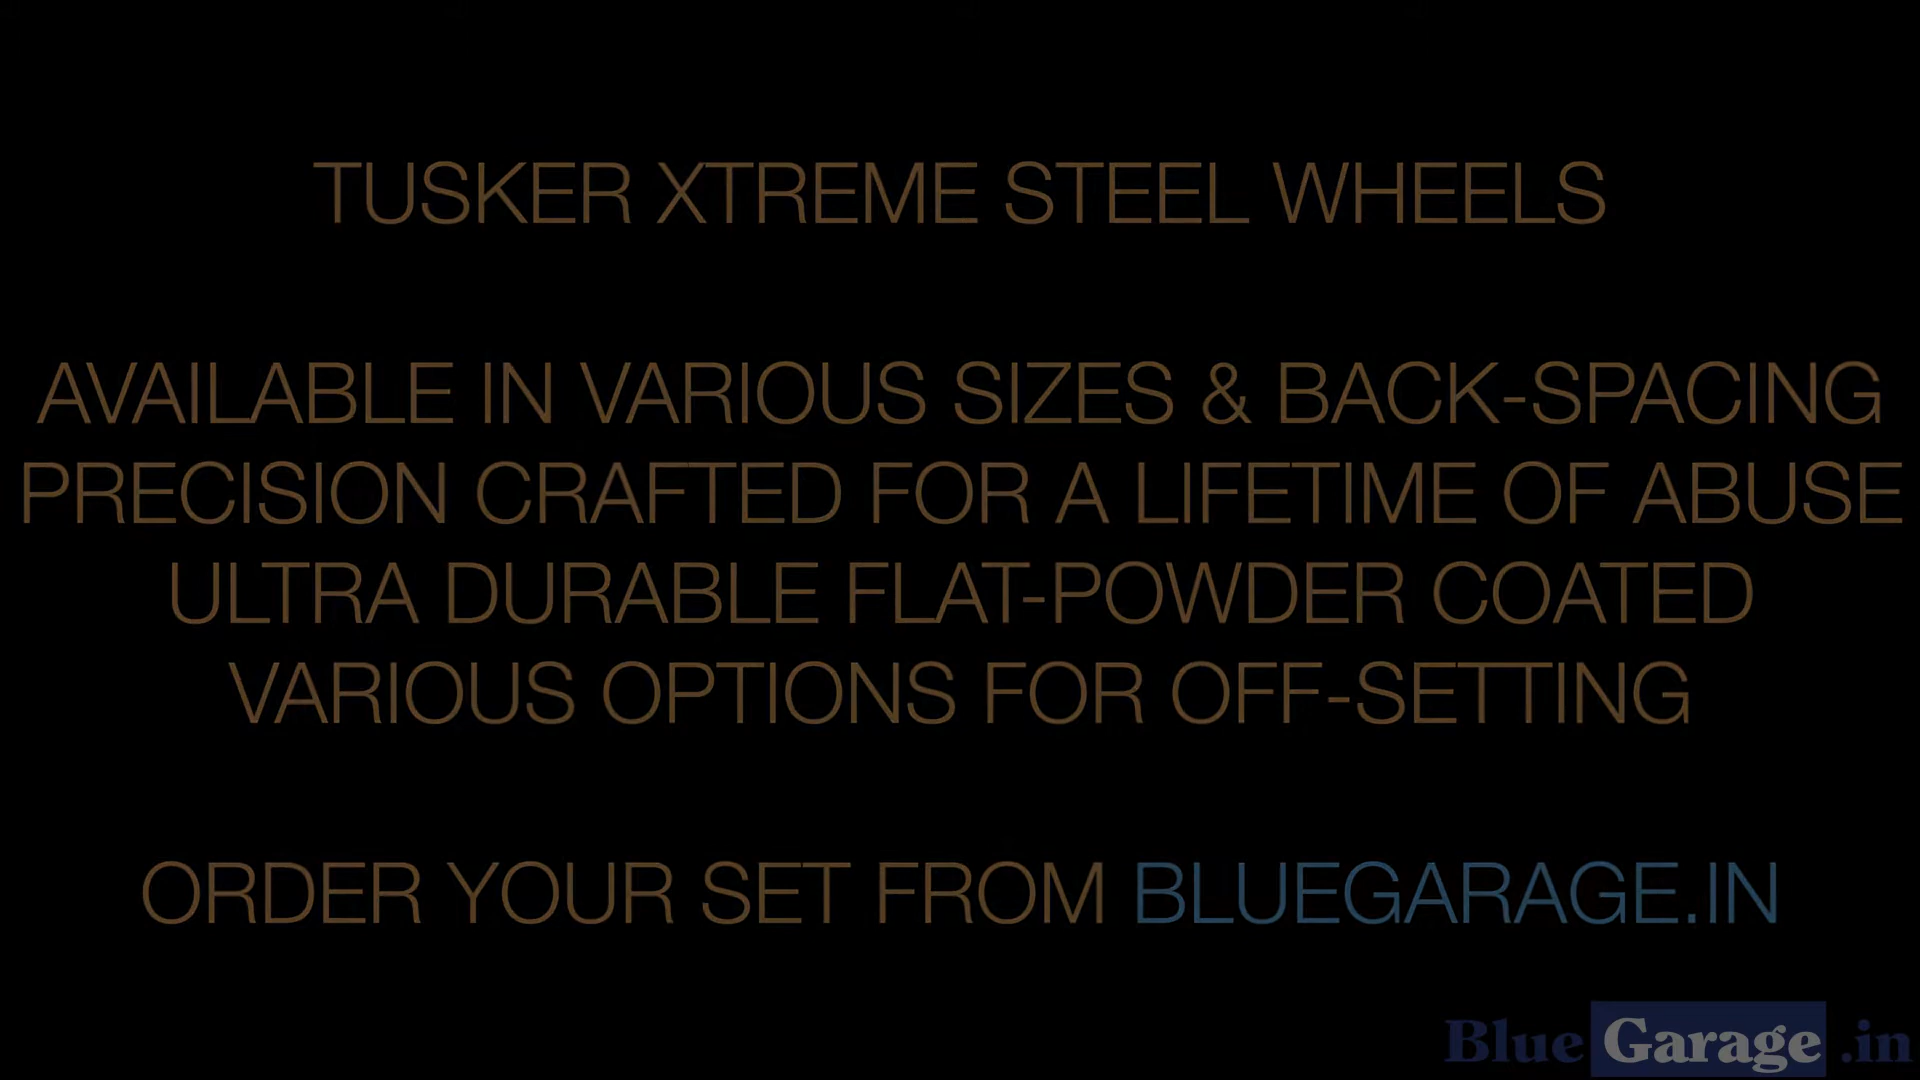 TUSKER XTREME STEEL WHEELS
AVAILABLE IN VARIOUS SIZES & BACK-SPACING
PRECISION CRAFTED FOR A LIFETIME OF ABUSE
ULTRA DURABLE FLAT-POWDER COATED
VARIOUS OPTIONS FOR OFF-SETTING
ORDER YOUR SET FROM BLUEGARAGE.IN
Blue Garage .in